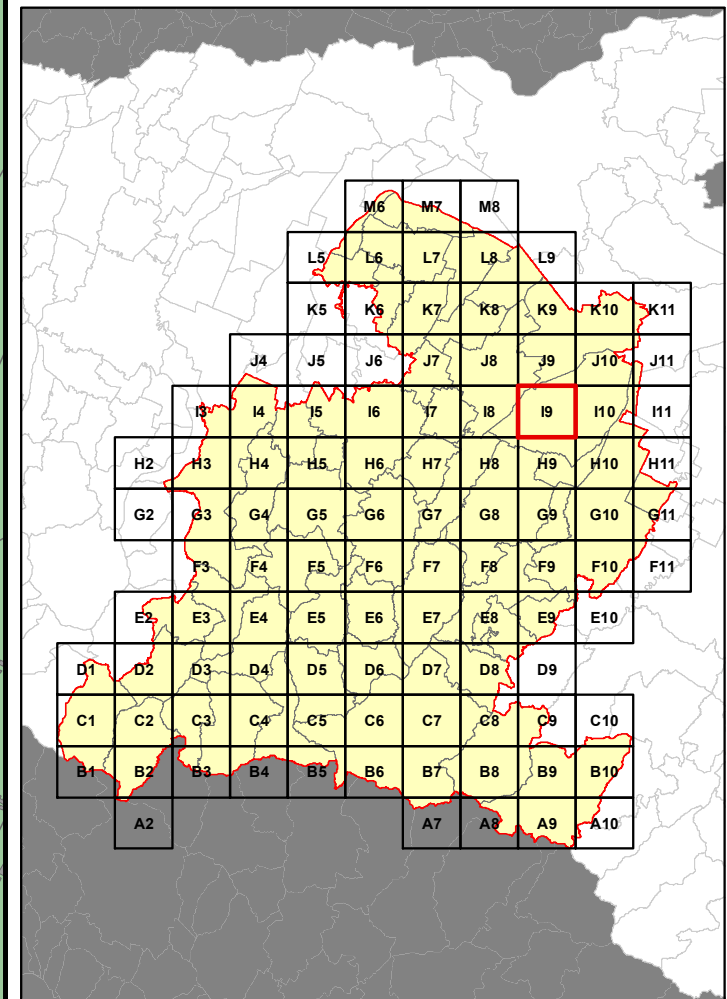 M6 M7 M8
L5 L6 L7 L8 L9
K5 K6 K7 K8 K9 K10 K11
J4 J5 J6 J7 J8 J9 J10 J11
I3 I4 I5 I6 I7 I8 I9 I10 I11
H2 H3 H4 H5 H6 H7 H8 H9 H10 H11
G2 G3 G4 G5 G6 G7 G8 G9 G10 G11
F3 F4 F5 F6 F7 F8 F9 F10 F11
E2 E3 E4 E5 E6 E7 E8 E9 E10
D1 D2 D3 D4 D5 D6 D7 D8 D9
C1 C2 C3 C4 C5 C6 C7 C8 C9 C10
B1 B2 B3 B4 B5 B6 B7 B8 B9 B10
A2 A7 A8 A9 A10